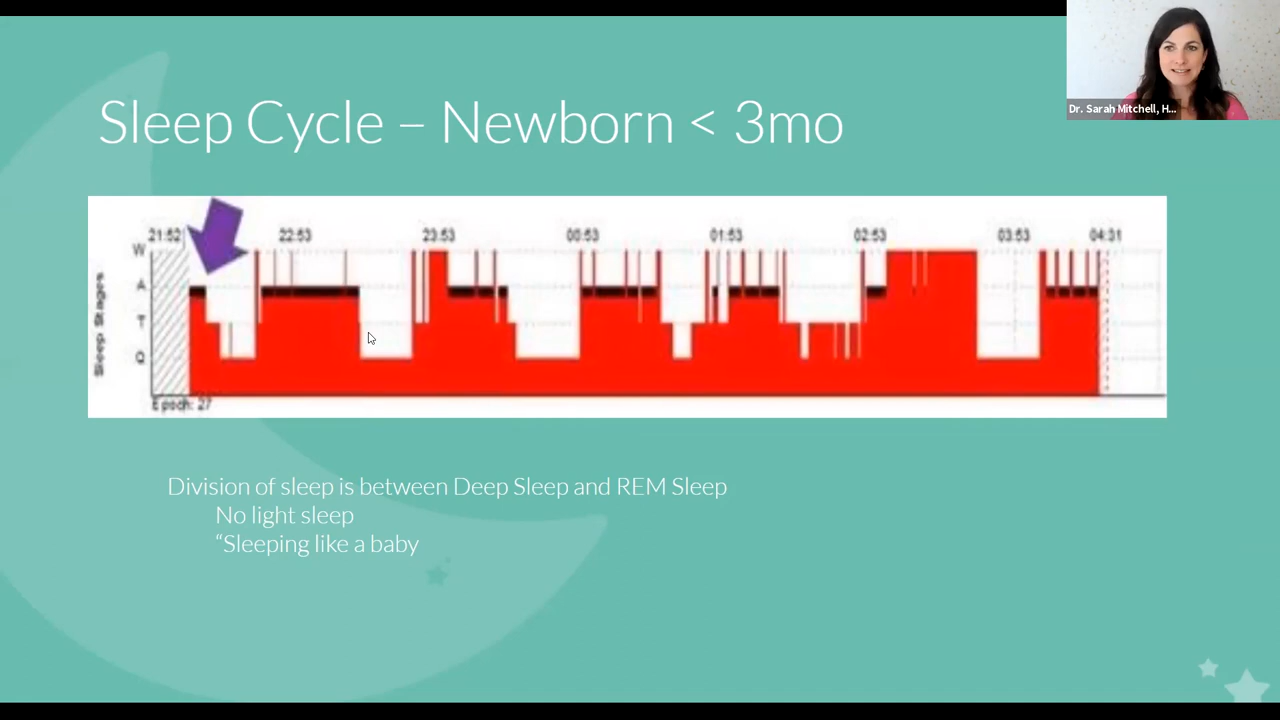 Dr. Sarah Mitchell, H...
Sleep Cycle – Newborn < 3mo
21:52 22:53 23:53 00:53 01:53 02:53 03:53 04:31
W
A
T
Q
Sleep Stages
Epoch: 27
Division of sleep is between Deep Sleep and REM Sleep
No light sleep
“Sleeping like a baby